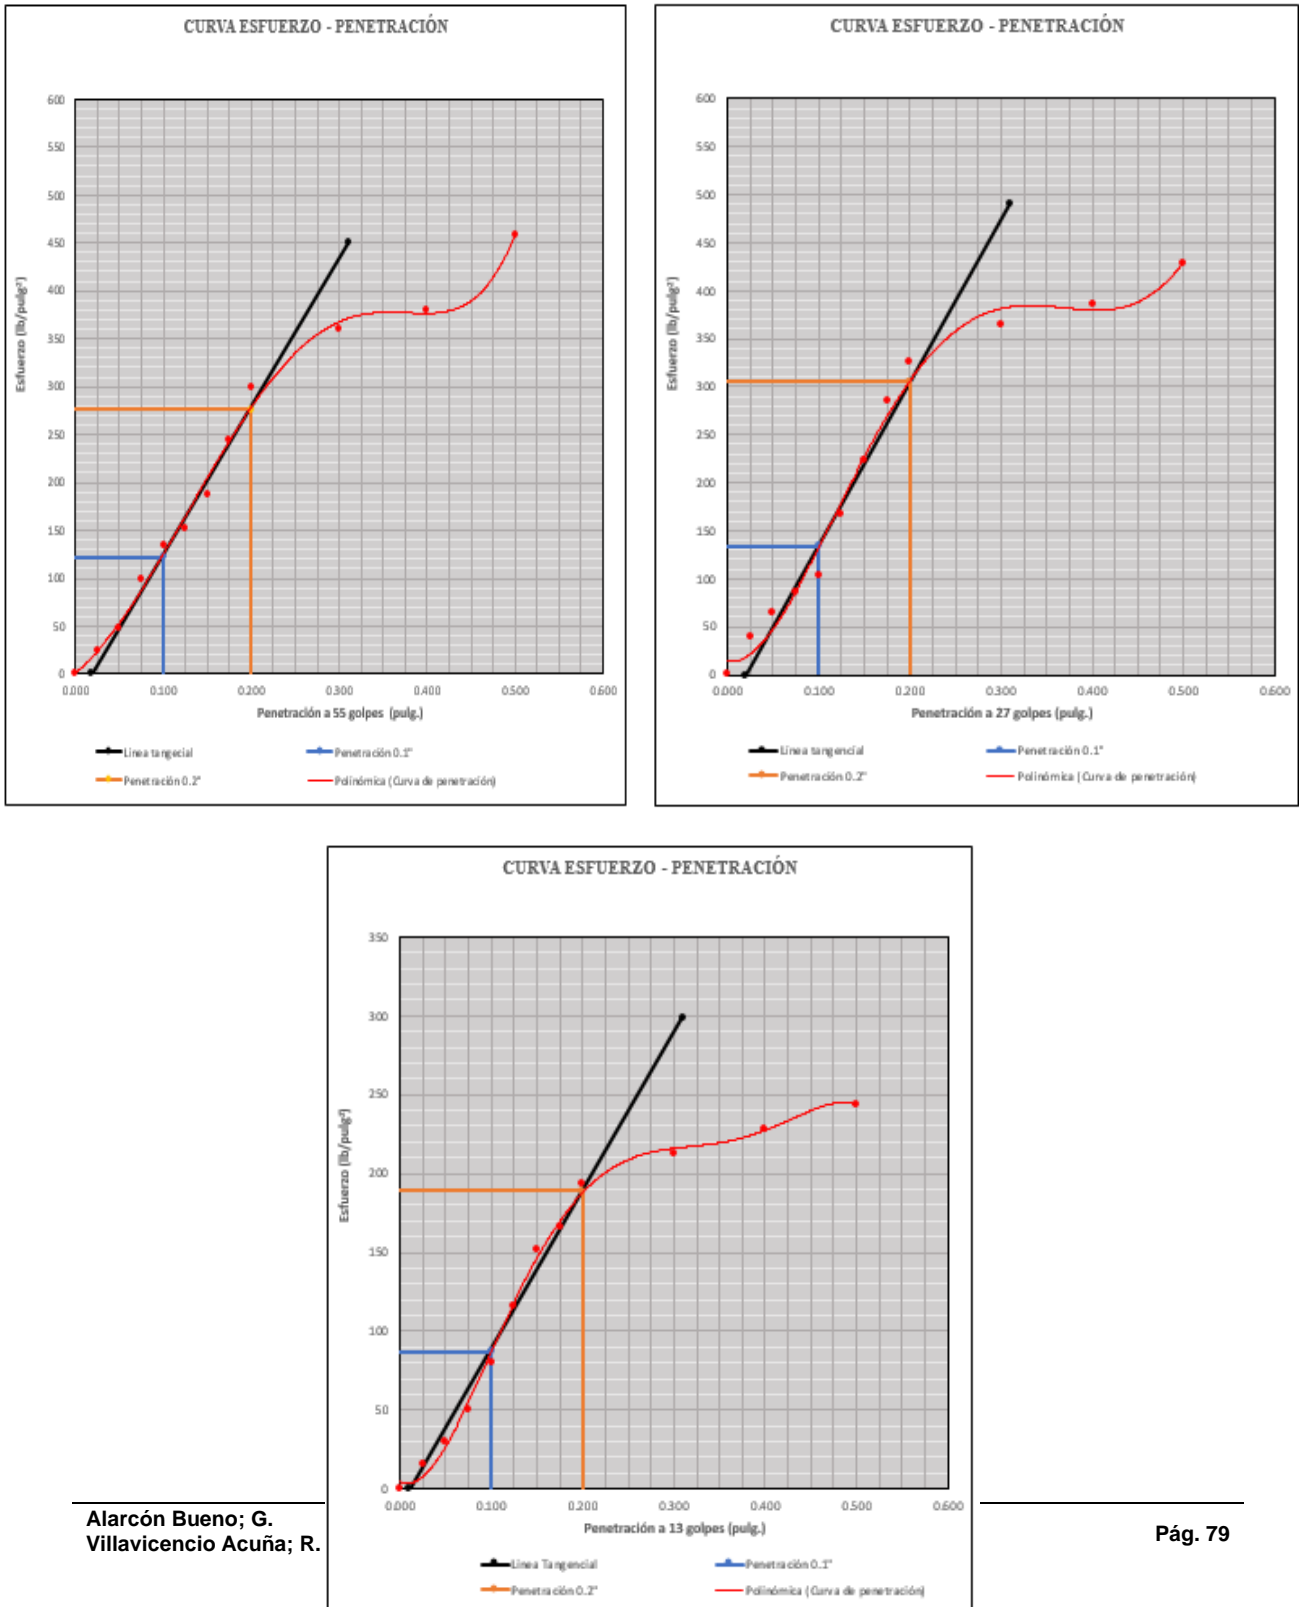 CURVA ESFUERZO - PENETRACIÓN
600
550
500
450
400
350
300
250
200
150
100
50
0
Esfuerzo (lb/pulg²)
0.000 0.100 0.200 0.300 0.400 0.500 0.600
Penetración a 55 golpes (pulg.)
Linea tangecial Penetración 0.1"
Penetración 0.2" Polinómica (Curva de penetración)
CURVA ESFUERZO - PENETRACIÓN
600
550
500
450
400
350
300
250
200
150
100
50
0
Esfuerzo (lb/pulg²)
0.000 0.100 0.200 0.300 0.400 0.500 0.600
Penetración a 27 golpes (pulg.)
Línea tangencial Penetración 0.1"
Penetración 0.2" Polinómica (Curva de penetración)
CURVA ESFUERZO - PENETRACIÓN
350
300
250
200
150
100
50
0
Esfuerzo (lb/pulg²)
0.000 0.100 0.200 0.300 0.400 0.500 0.600
Penetración a 13 golpes (pulg.)
Linea Tangencial Penetración 0.1"
Penetración 0.2" Polinómica (Curva de penetración)
Alarcón Bueno; G.
Villavicencio Acuña; R.
Pág. 79